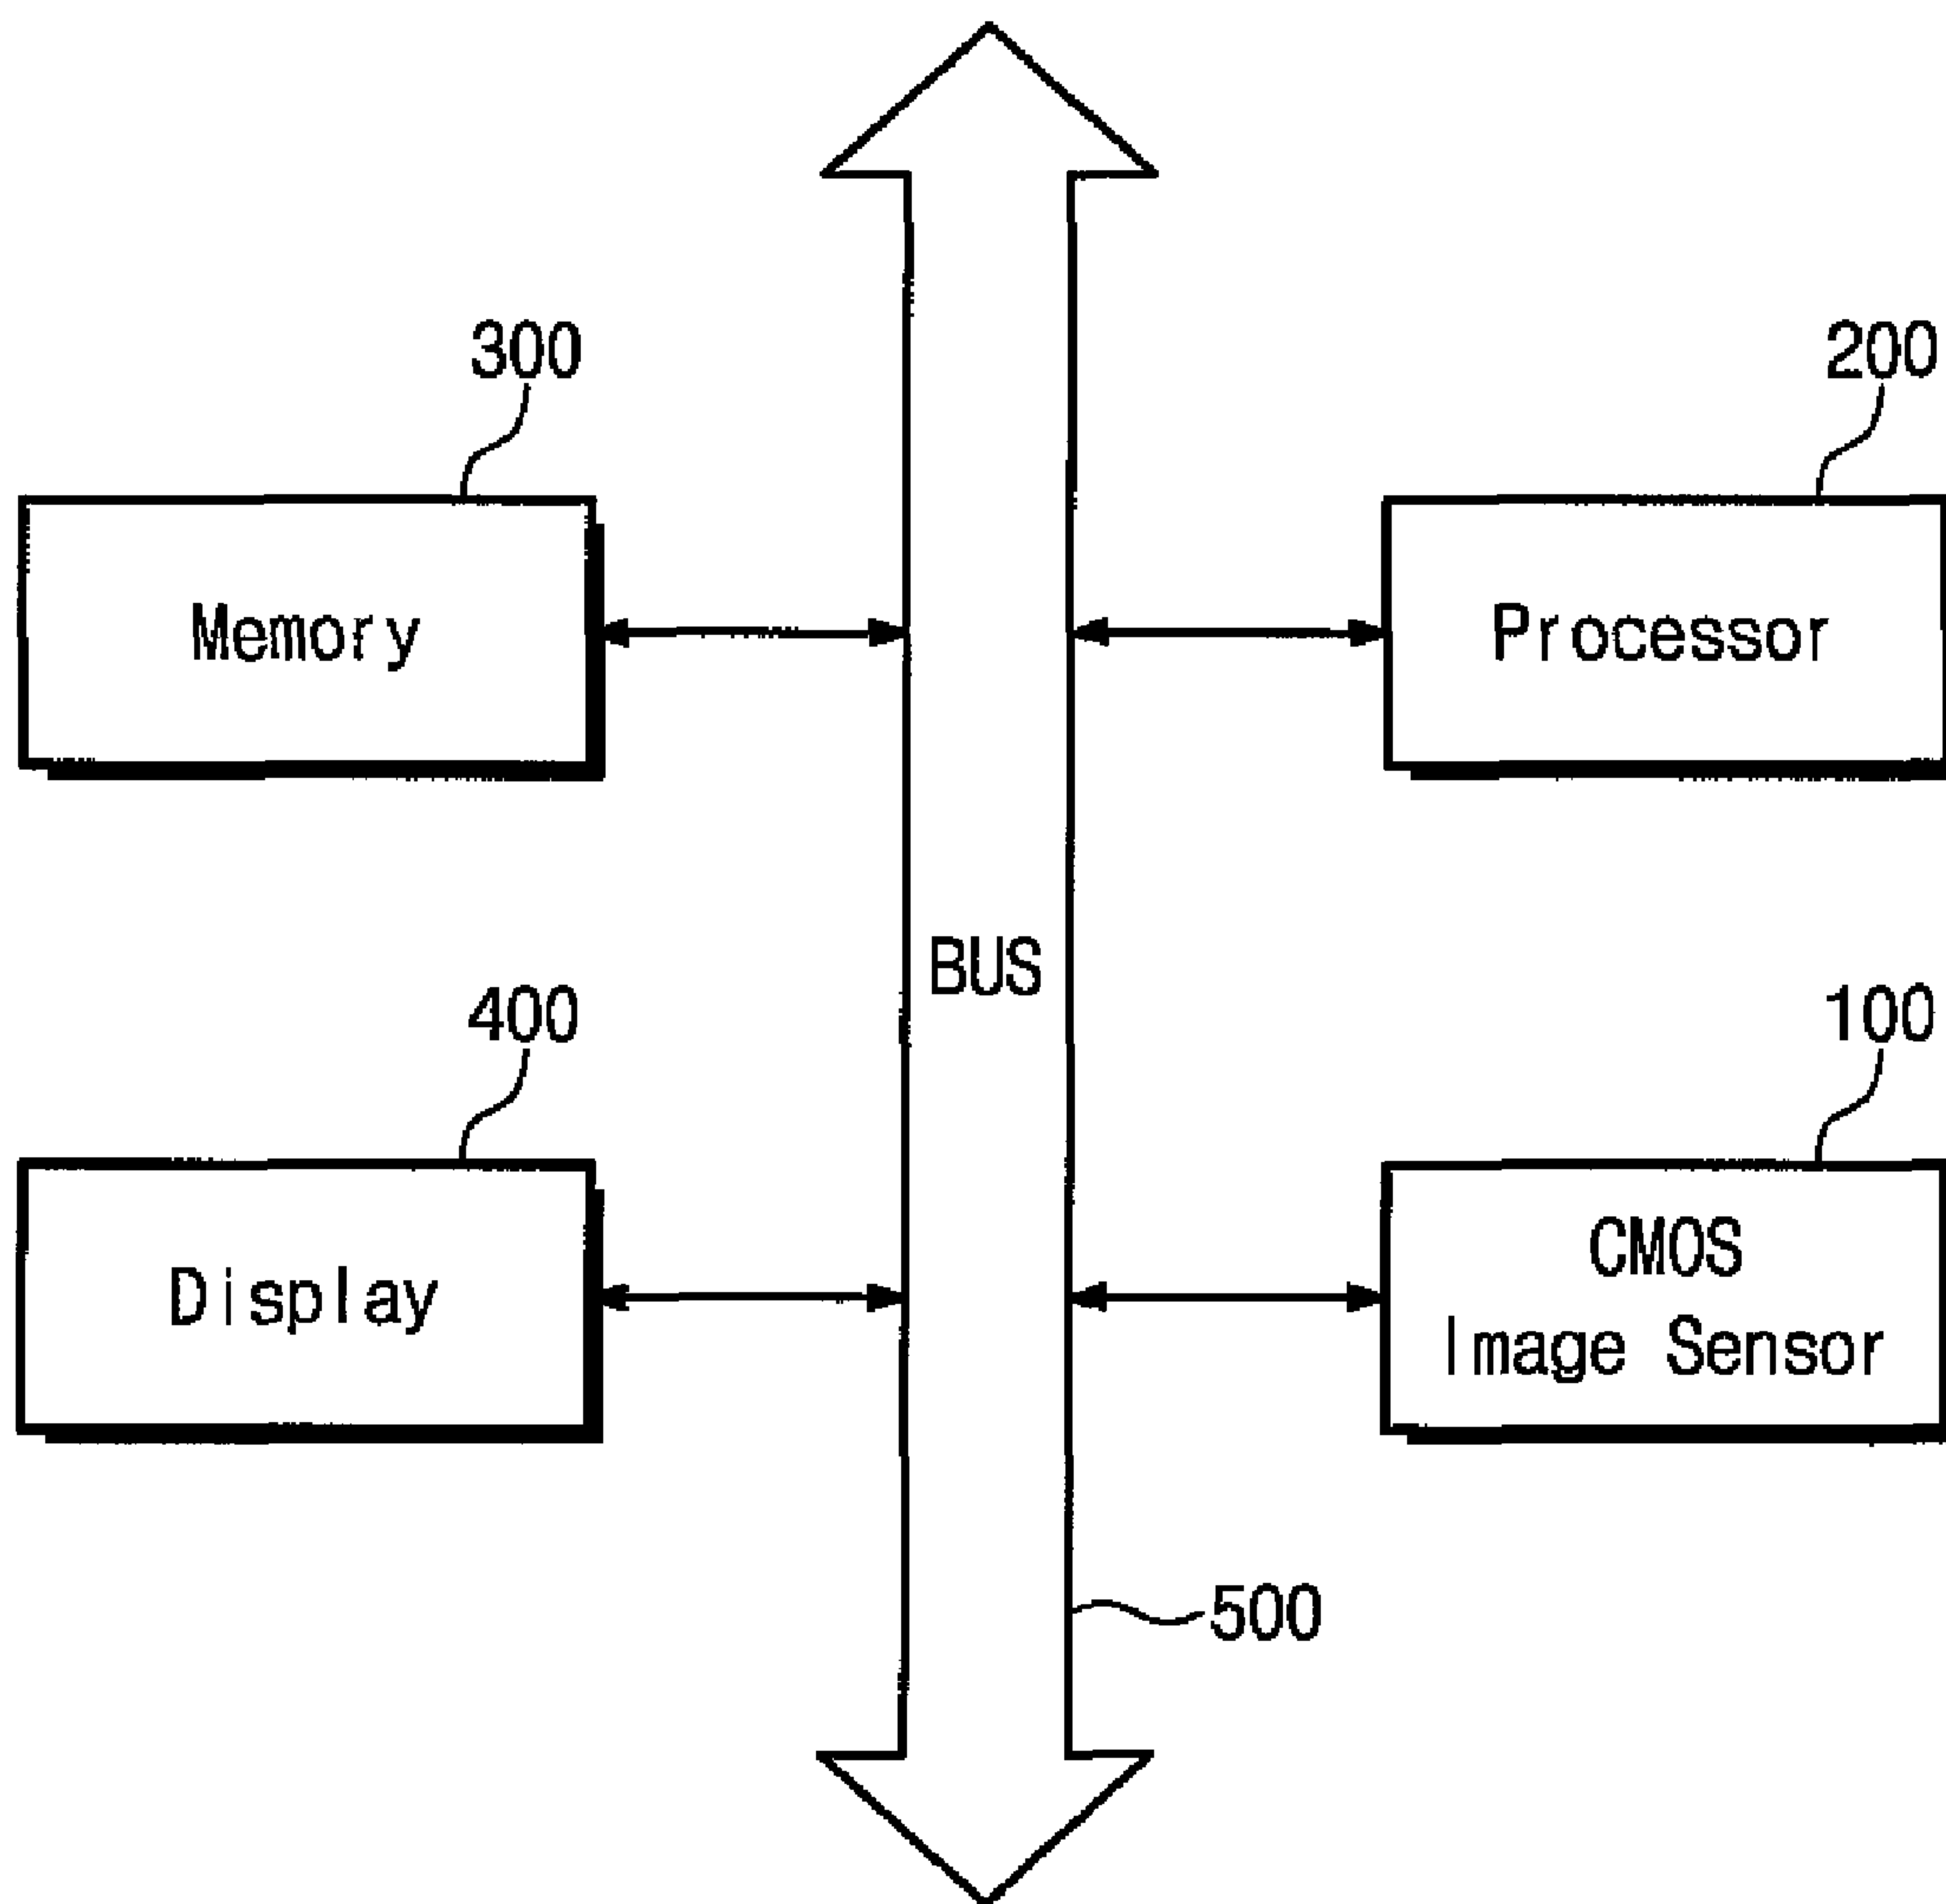 300
200
Memory
Processor
BUS
400
100
Display
CMOS
Image Sensor
500